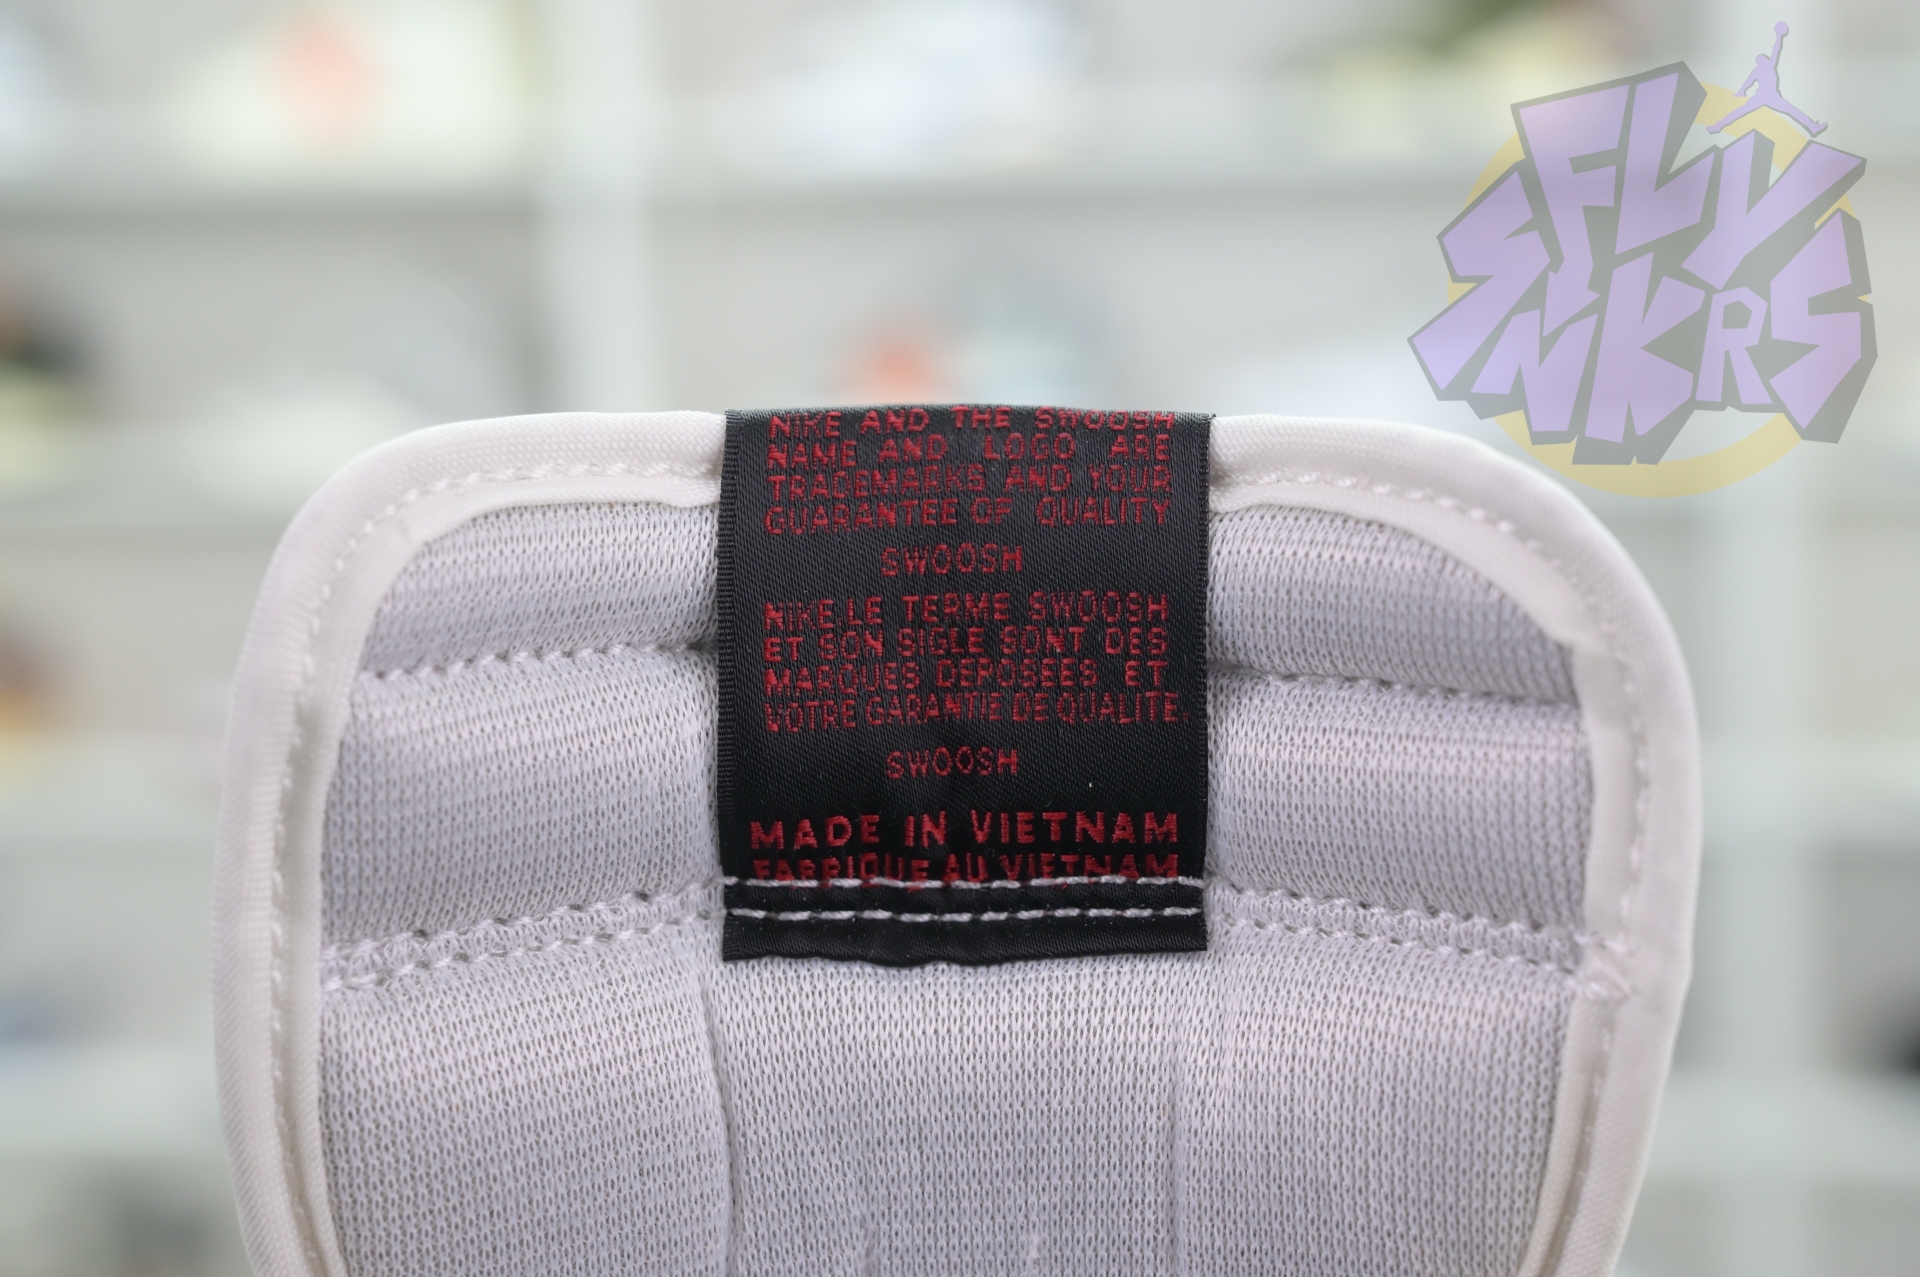 FLY
SNKRS
NIKE AND THE SWOOSH
NAME AND LOGO ARE
TRADEMARKS AND YOUR
GUARANTEE OF QUALITY
SWOOSH
NIKE.LE TERME SWOOSH
ET SON SIGLE SONT DES
MARQUES DEPOSEES ET
VOTRE GARANTIE DE QUALITE.
SWOOSH
MADE IN VIETNAM
FABRIQUE AU VIETNAM